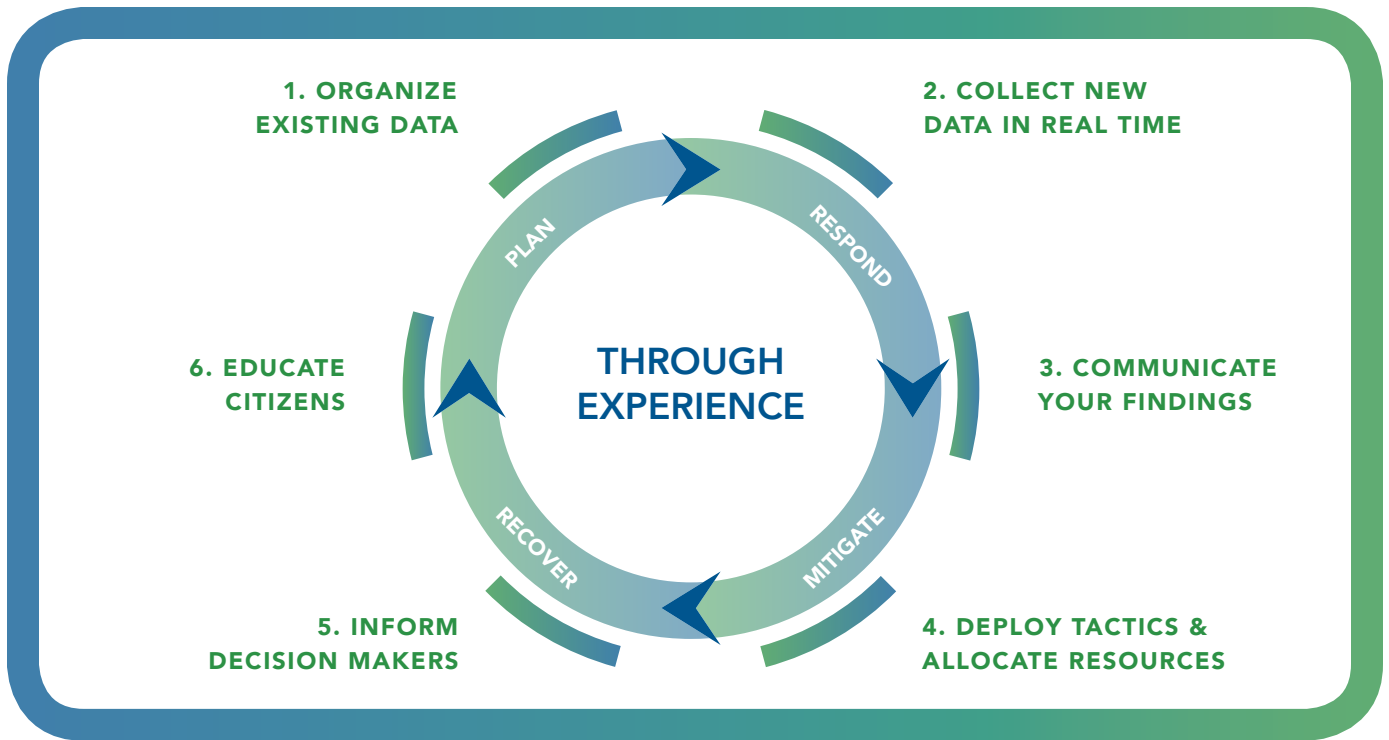 1. ORGANIZE
EXISTING DATA
2. COLLECT NEW
DATA IN REAL TIME
PLAN
RESPOND
THROUGH
EXPERIENCE
6. EDUCATE
CITIZENS
3. COMMUNICATE
YOUR FINDINGS
RECOVER
MITIGATE
5. INFORM
DECISION MAKERS
4. DEPLOY TACTICS &
ALLOCATE RESOURCES